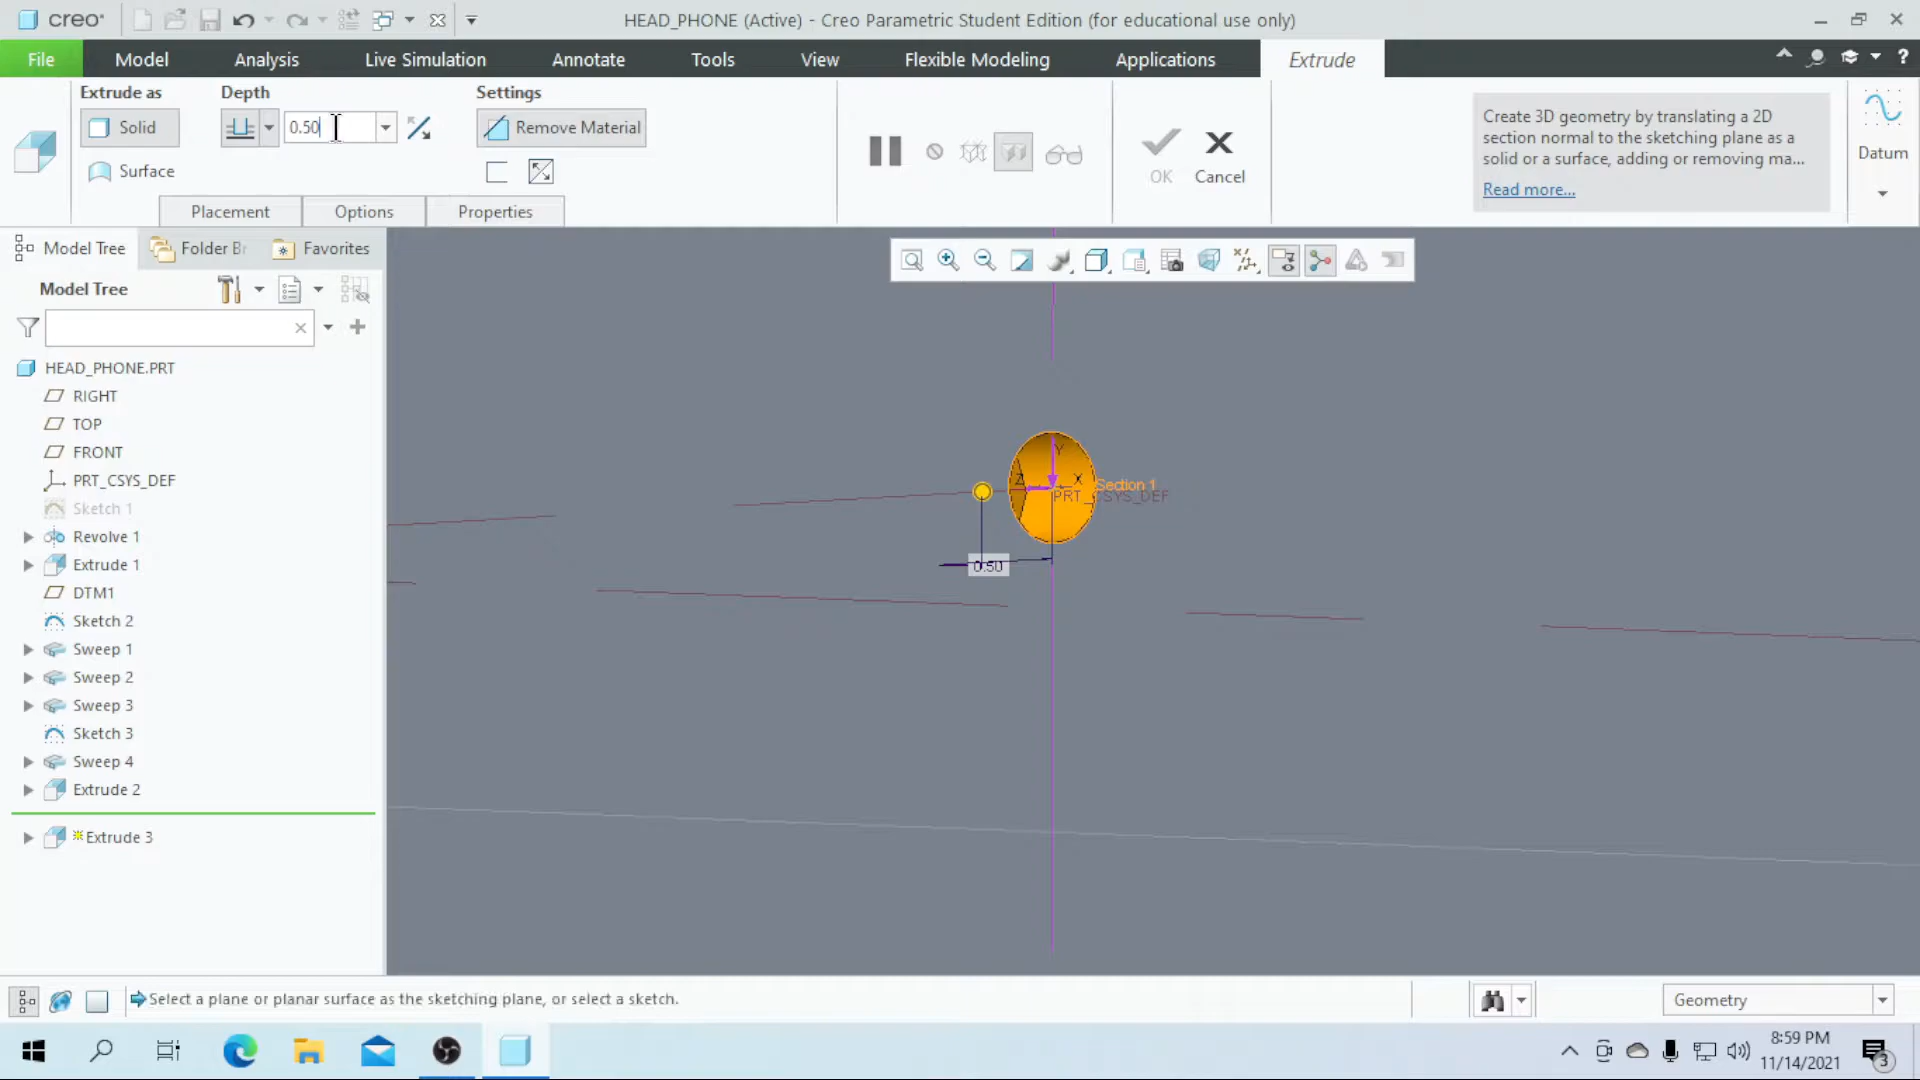 creo®
HEAD_PHONE (Active) - Creo Parametric Student Edition (for educational use only)
File Model Analysis Live Simulation Annotate Tools View Flexible Modeling Applications Extrude
Extrude as Depth Settings
Solid 0.50 Remove Material
Surface
OK Cancel
Create 3D geometry by translating a 2D
section normal to the sketching plane as a
solid or a surface, adding or removing ma...
Read more...
Datum
Placement Options Properties
Model Tree Folder Br Favorites
Model Tree
HEAD_PHONE.PRT
RIGHT
TOP
FRONT
PRT_CSYS_DEF
Sketch 1
Revolve 1
Extrude 1
DTM1
Sketch 2
Sweep 1
Sweep 2
Sweep 3
Sketch 3
Sweep 4
Extrude 2
Extrude 3
Y
Z X Section 1
PRT_CSYS_DEF
0.50
Select a plane or planar surface as the sketching plane, or select a sketch.
Geometry
8:59 PM
11/14/2021
3